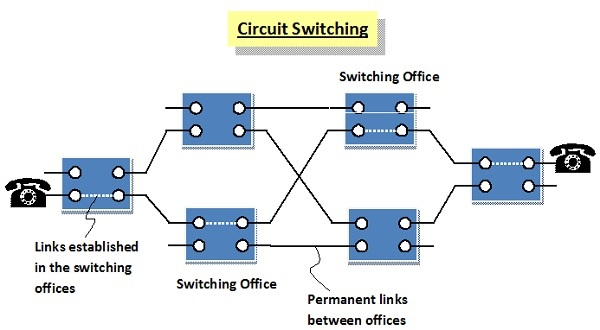 Circuit Switching
Switching Office
Links established
in the switching
offices
Switching Office
Permanent links
between offices